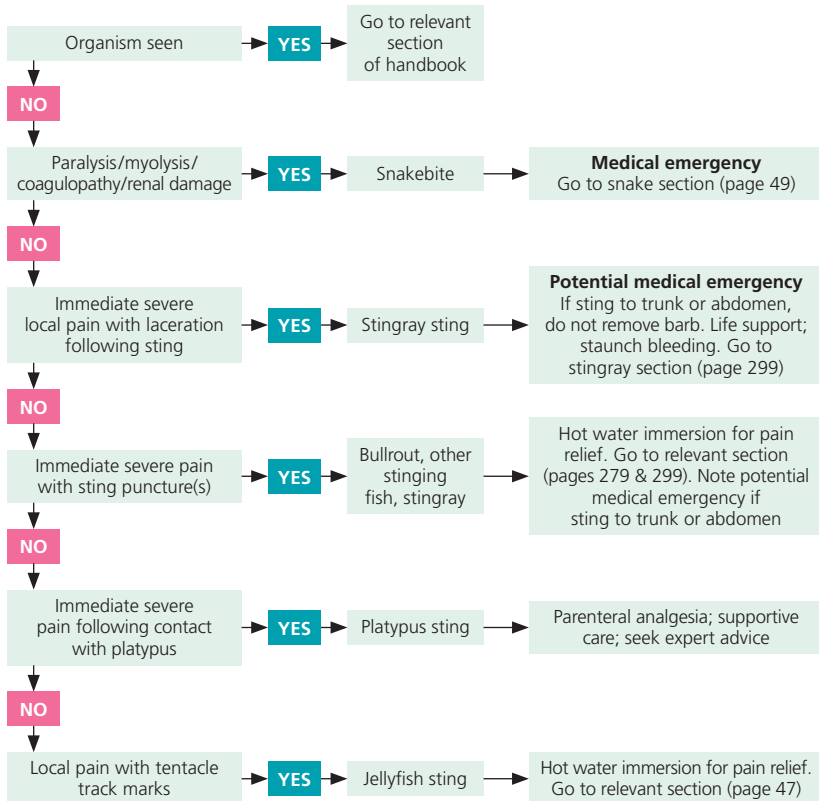 Organism seen
YES
Go to relevant
section
of handbook
NO
Paralysis/myolysis/
coagulopathy/renal damage
YES
Snakebite
Medical emergency
Go to snake section (page 49)
NO
Immediate severe
local pain with laceration
following sting
YES
Stingray sting
Potential medical emergency
If sting to trunk or abdomen,
do not remove barb. Life support;
staunch bleeding. Go to
stingray section (page 299)
NO
Immediate severe pain
with sting puncture(s)
YES
Bullrout, other
stinging
fish, stingray
Hot water immersion for pain
relief. Go to relevant section
(pages 279 & 299). Note potential
medical emergency if
sting to trunk or abdomen
NO
Immediate severe
pain following contact
with platypus
YES
Platypus sting
Parenteral analgesia; supportive
care; seek expert advice
NO
Local pain with tentacle
track marks
YES
Jellyfish sting
Hot water immersion for pain relief.
Go to relevant section (page 47)